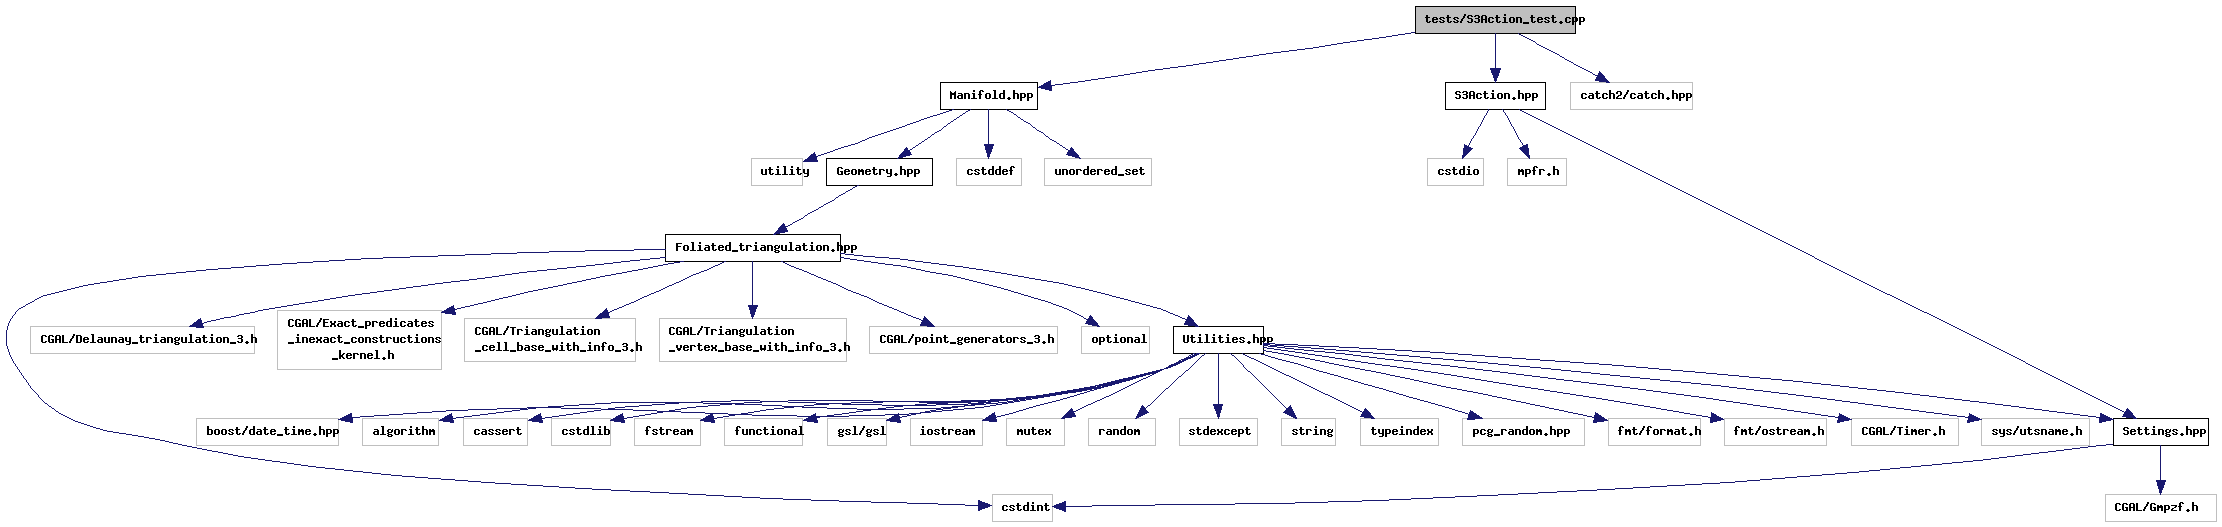 tests/S3Action_test.cpp
Manifold.hpp
S3Action.hpp
catch2/catch.hpp
utility
Geometry.hpp
cstddef
unordered_set
cstdio
mpfr.h
Foliated_triangulation.hpp
CGAL/Delaunay_triangulation_3.h
CGAL/Exact_predicates
_inexact_constructions
_kernel.h
CGAL/Triangulation
_cell_base_with_info_3.h
CGAL/Triangulation
_vertex_base_with_info_3.h
CGAL/point_generators_3.h
optional
Utilities.hpp
boost/date_time.hpp
algorithm
cassert
cstdlib
fstream
functional
gsl/gsl
iostream
mutex
random
stdexcept
string
typeindex
pcg_random.hpp
fmt/format.h
fmt/ostream.h
CGAL/Timer.h
sys/utsname.h
Settings.hpp
cstdint
CGAL/Gmpzf.h